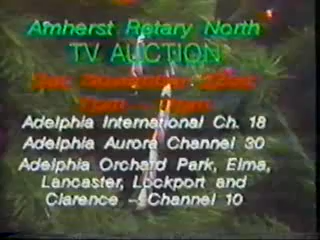 Amherst Rotary North
TV AUCTION
Adelphia International Ch. 18
Adelphia Aurora Channel 30
Adelphia Orchard Park, Elma,
Lancaster, Lockport and
Clarence - Channel 10